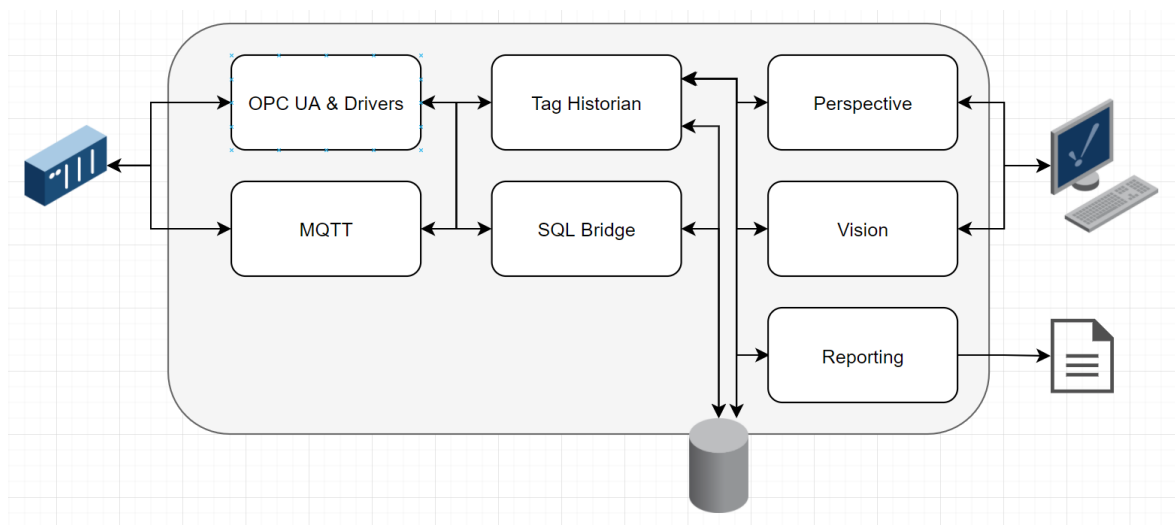 OPC UA & Drivers
Tag Historian
Perspective
MQTT
SQL Bridge
Vision
Reporting